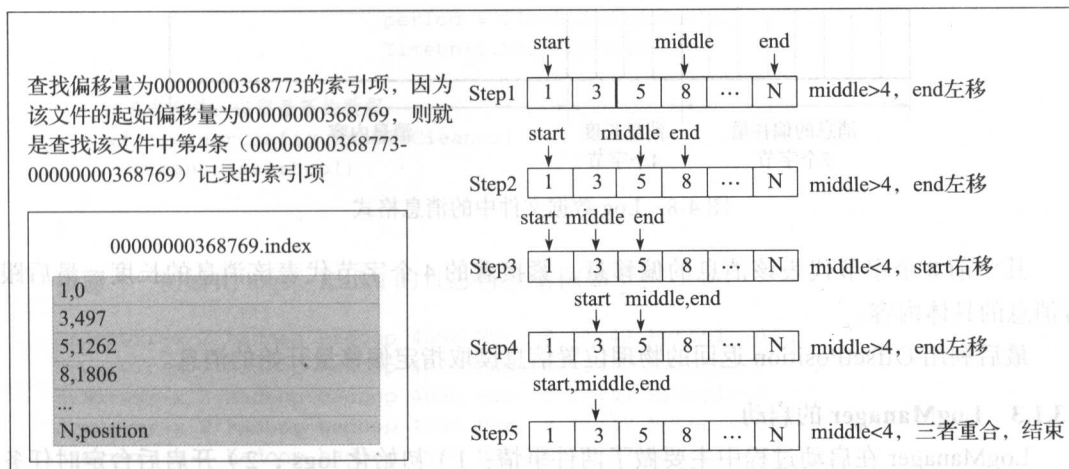 查找偏移量为00000000368773的索引项，因为
该文件的起始偏移量为00000000368769，则就
是查找该文件中第4条（00000000368773-
00000000368769）记录的索引项
00000000368769.index
1,0
3,497
5,1262
8,1806
...
N,position
start middle end
Step1 1 3 5 8 … N middle>4，end左移
start middle end
Step2 1 3 5 8 … N middle>4，end左移
start middle end
Step3 1 3 5 8 … N middle<4，start右移
start middle,end
Step4 1 3 5 8 … N middle>4，end左移
start,middle,end
Step5 1 3 5 8 … N middle<4，三者重合，结束